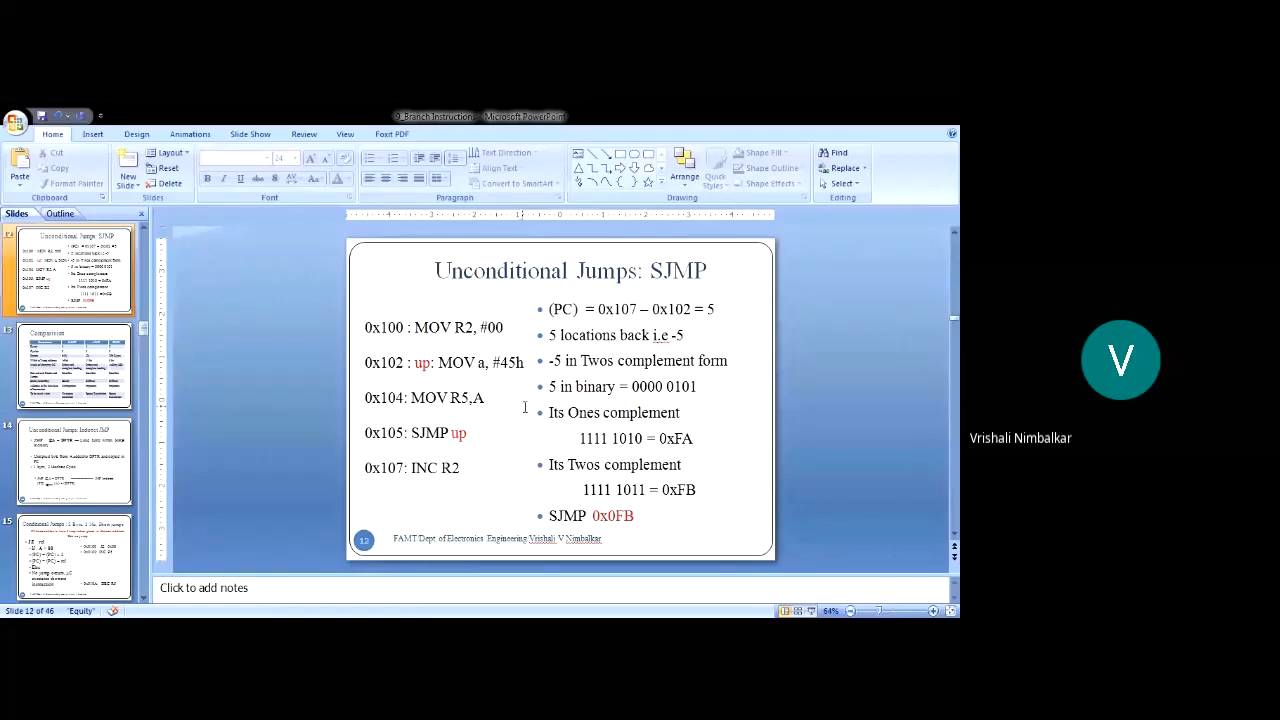 9_Branch Instruction - Microsoft PowerPoint
Home Insert Design Animations Slide Show Review View Foxit PDF
Paste
Cut
Copy
Format Painter
Clipboard
New Slide
Layout
Reset
Delete
Slides
24
Font
Paragraph
Text Direction
Align Text
Convert to SmartArt
Arrange
Quick Styles
Shape Fill
Shape Outline
Shape Effects
Drawing
Find
Replace
Select
Editing
Slides Outline
Unconditional Jumps: SJMP
13
Comparision
14
Unconditional Jumps: Indirect JMP
15
Unconditional Jumps: SJMP
0x100 : MOV R2, #00
0x102 : up: MOV a, #45h
0x104: MOV R5,A
0x105: SJMP up
0x107: INC R2
(PC) = 0x107 – 0x102 = 5
5 locations back i.e -5
-5 in Twos complement form
5 in binary = 0000 0101
Its Ones complement
1111 1010 = 0xFA
Its Twos complement
1111 1011 = 0xFB
SJMP 0x0FB
12
FAMT/Dept of Electronics Engineering/Vrishali V Nimbalkar
Click to add notes
Slide 12 of 46 "Equity" 64%
V
Vrishali Nimbalkar